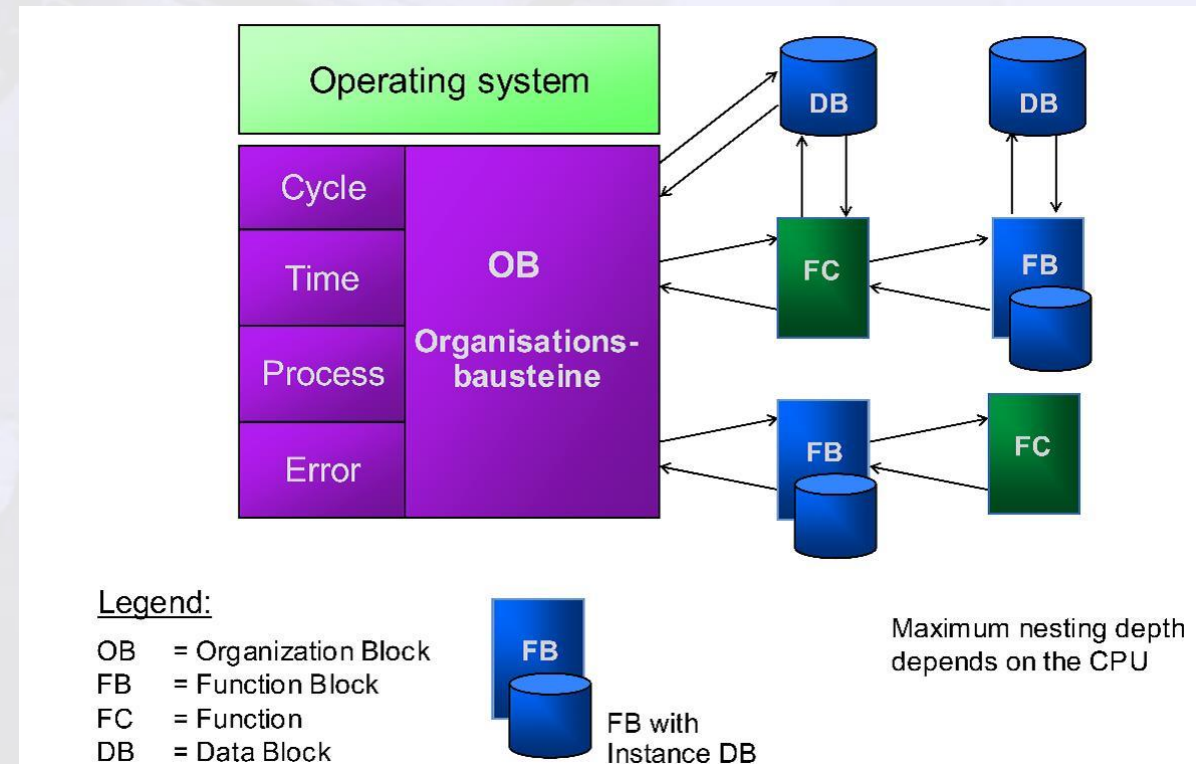 Operating system
DB
DB
Cycle
Time
Process
Error
OB
Organisations-
bausteine
FC
FB
FB
FC
Legend:
OB = Organization Block
FB = Function Block
FC = Function
DB = Data Block
FB
FB with
Instance DB
Maximum nesting depth
depends on the CPU